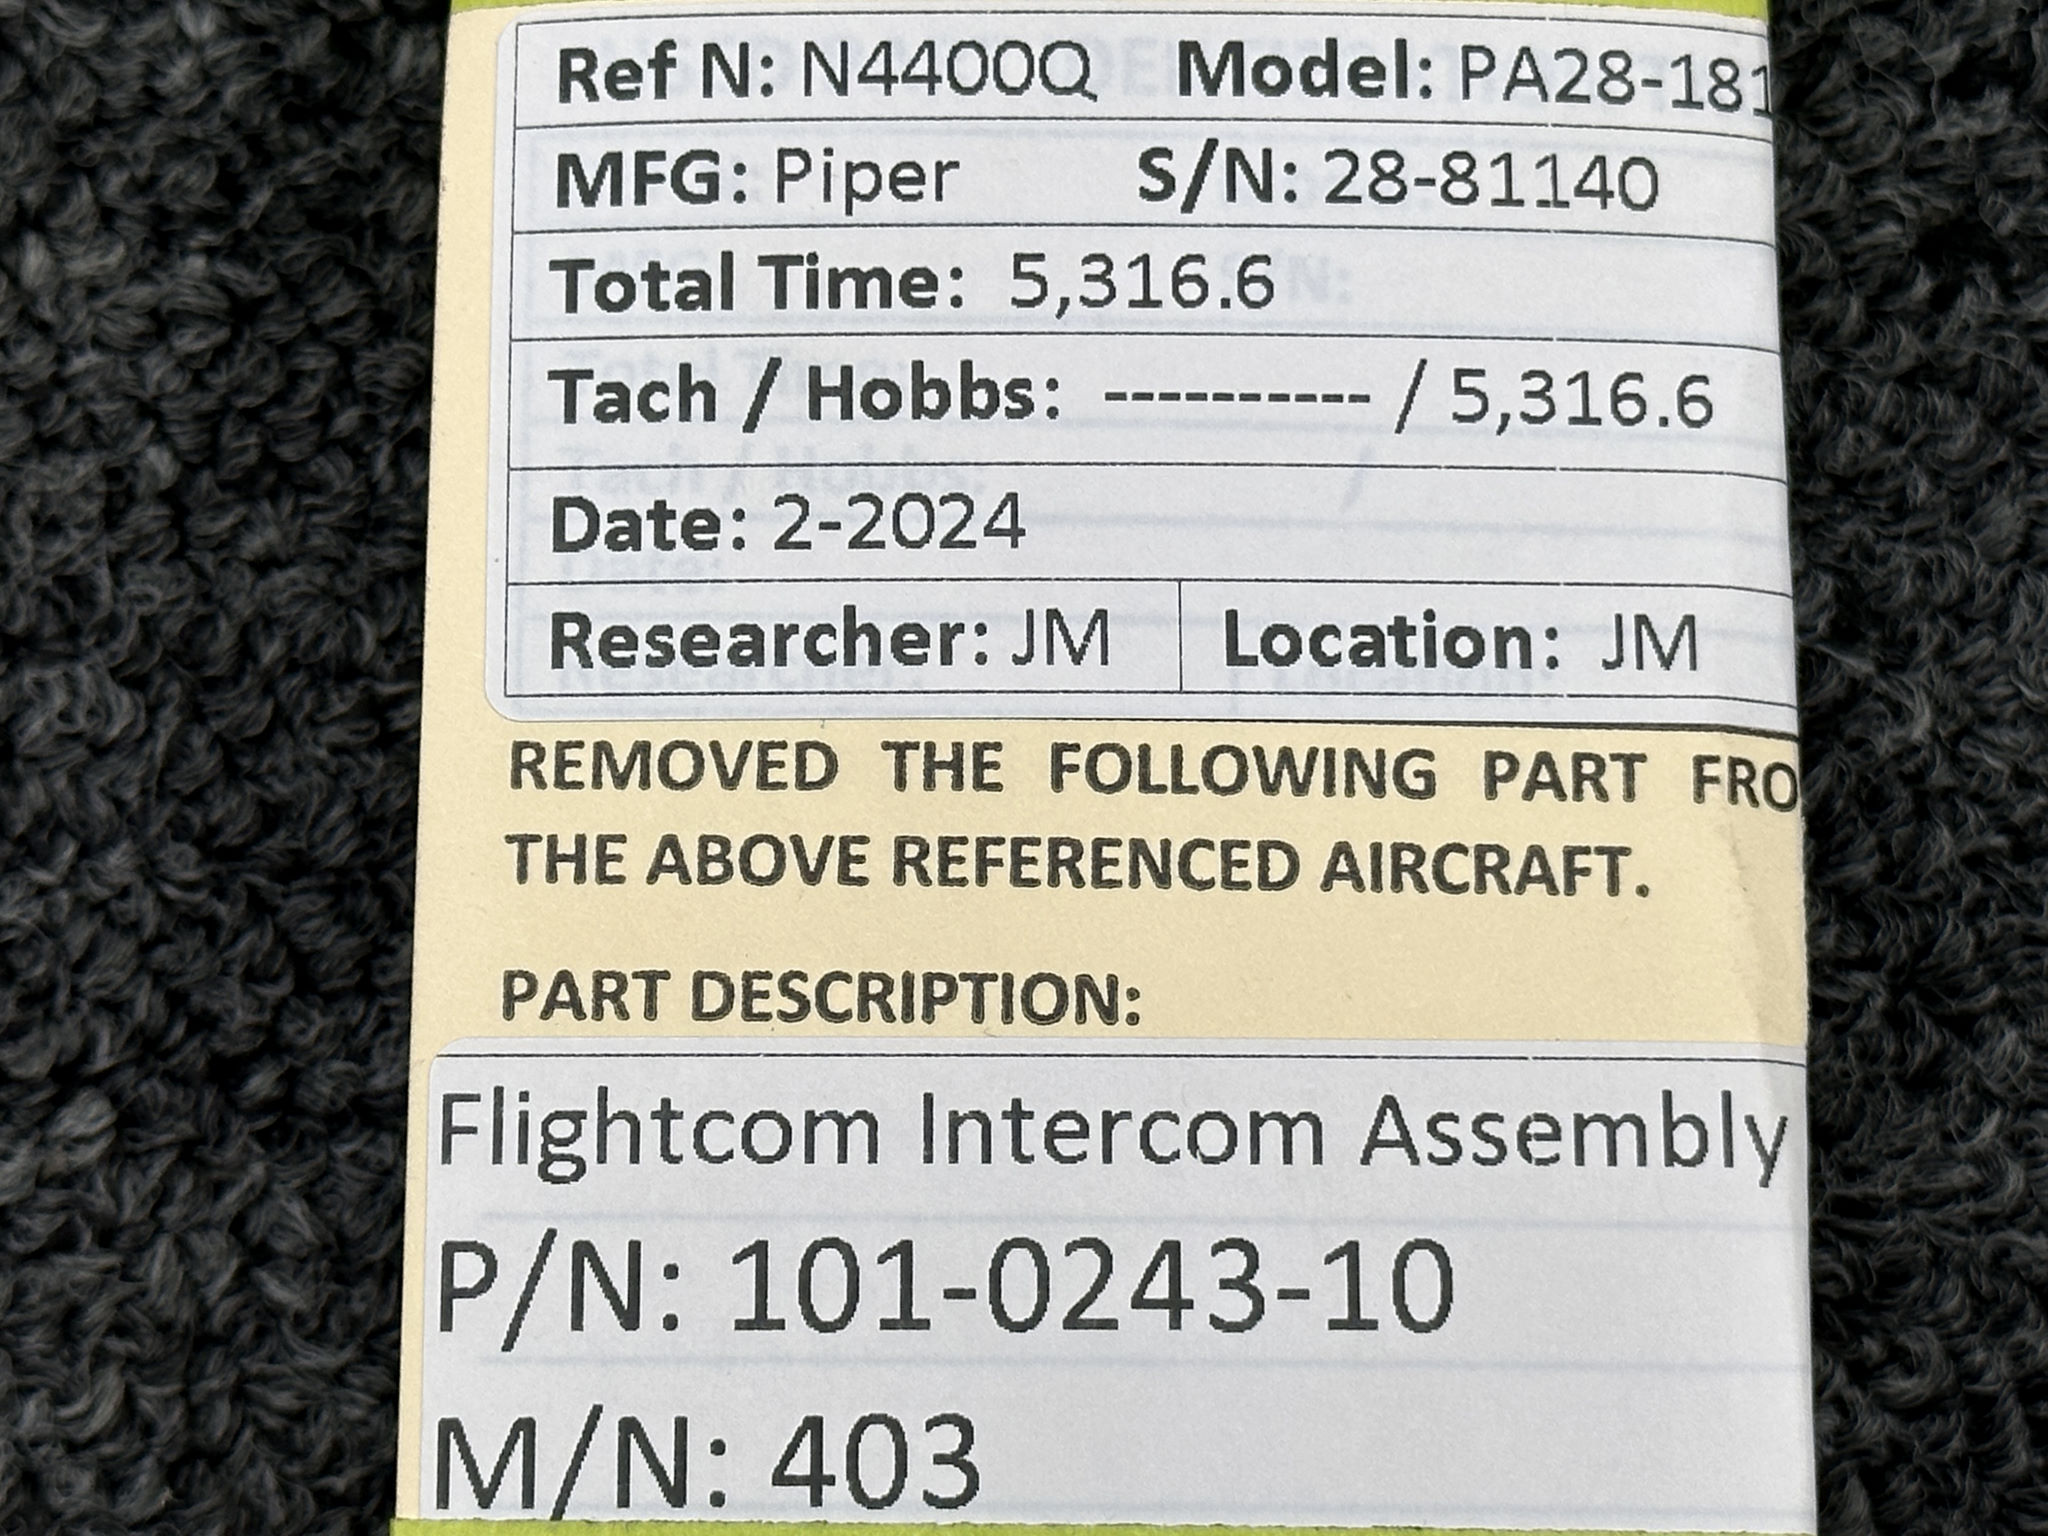 Ref N: N4400Q Model: PA28-181
MFG: Piper S/N: 28-81140
Total Time: 5,316.6
Tach / Hobbs: ---------- / 5,316.6
Date: 2-2024
Researcher: JM Location: JM
REMOVED THE FOLLOWING PART FRO
THE ABOVE REFERENCED AIRCRAFT.
PART DESCRIPTION:
Flightcom Intercom Assembly
P/N: 101-0243-10
M/N: 403